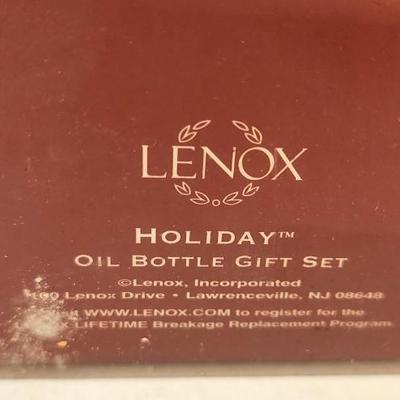 LENOX
HOLIDAY™
OIL BOTTLE GIFT SET
©Lenox, Incorporated
100 Lenox Drive • Lawrenceville, NJ 08648
WWW.LENOX.COM to register for the
LIFETIME Breakage Replacement Program